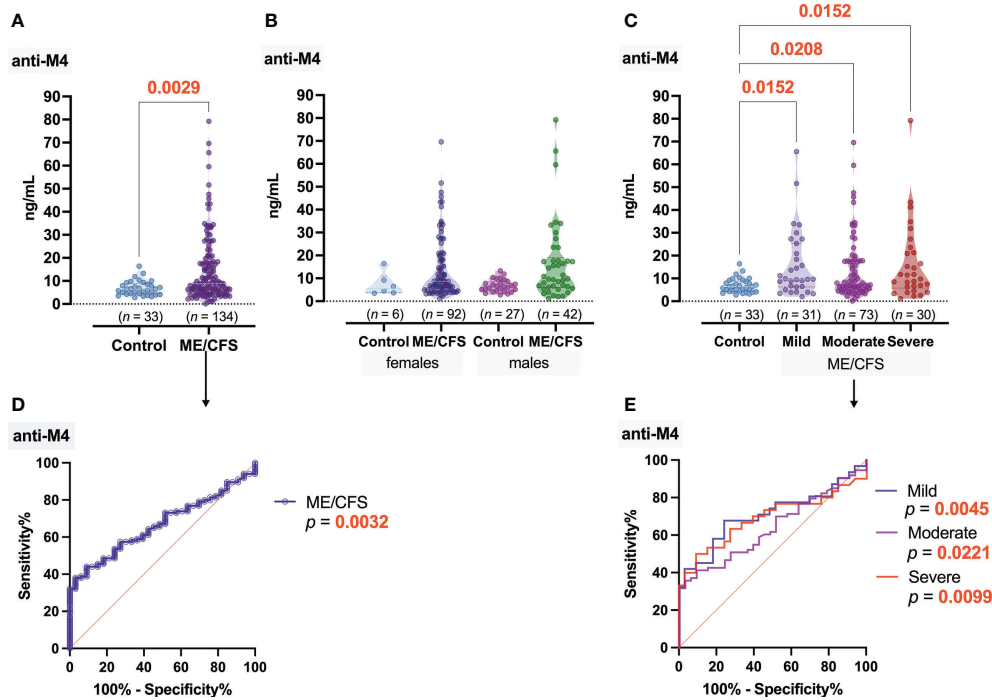 A
anti-M4
0.0029
90
80
70
60
50
40
30
20
10
0
ng/mL
(n = 33) (n = 134)
Control ME/CFS
B
anti-M4
90
80
70
60
50
40
30
20
10
0
ng/mL
(n = 6) (n = 92) (n = 27) (n = 42)
Control ME/CFS Control ME/CFS
females males
C
0.0152
anti-M4
0.0208
0.0152
90
80
70
60
50
40
30
20
10
0
ng/mL
(n = 33) (n = 31) (n = 73) (n = 30)
Control Mild Moderate Severe
ME/CFS
D
anti-M4
100
80
60
40
20
0
Sensitivity%
0 20 40 60 80 100
100% - Specificity%
ME/CFS
p = 0.0032
E
anti-M4
100
80
60
40
20
0
Sensitivity%
0 20 40 60 80 100
100% - Specificity%
Mild
p = 0.0045
Moderate
p = 0.0221
Severe
p = 0.0099